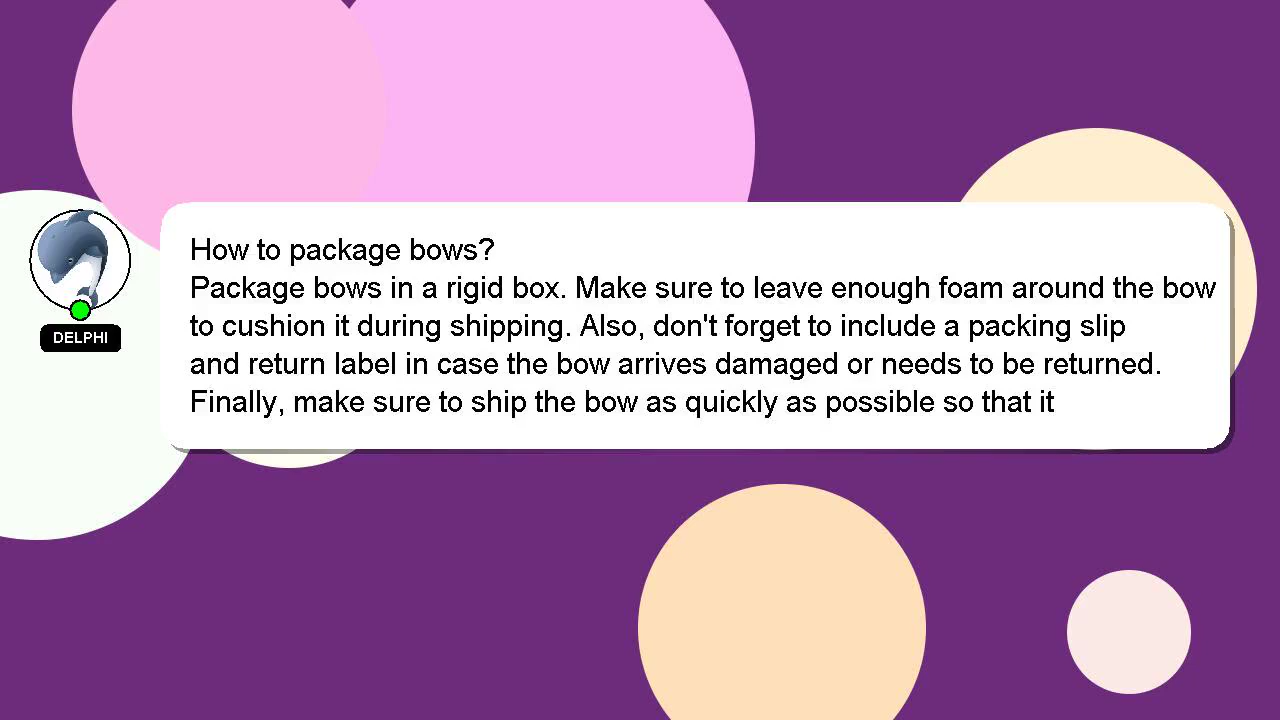 How to package bows?
Package bows in a rigid box. Make sure to leave enough foam around the bow
to cushion it during shipping. Also, don't forget to include a packing slip
and return label in case the bow arrives damaged or needs to be returned.
Finally, make sure to ship the bow as quickly as possible so that it
DELPHI